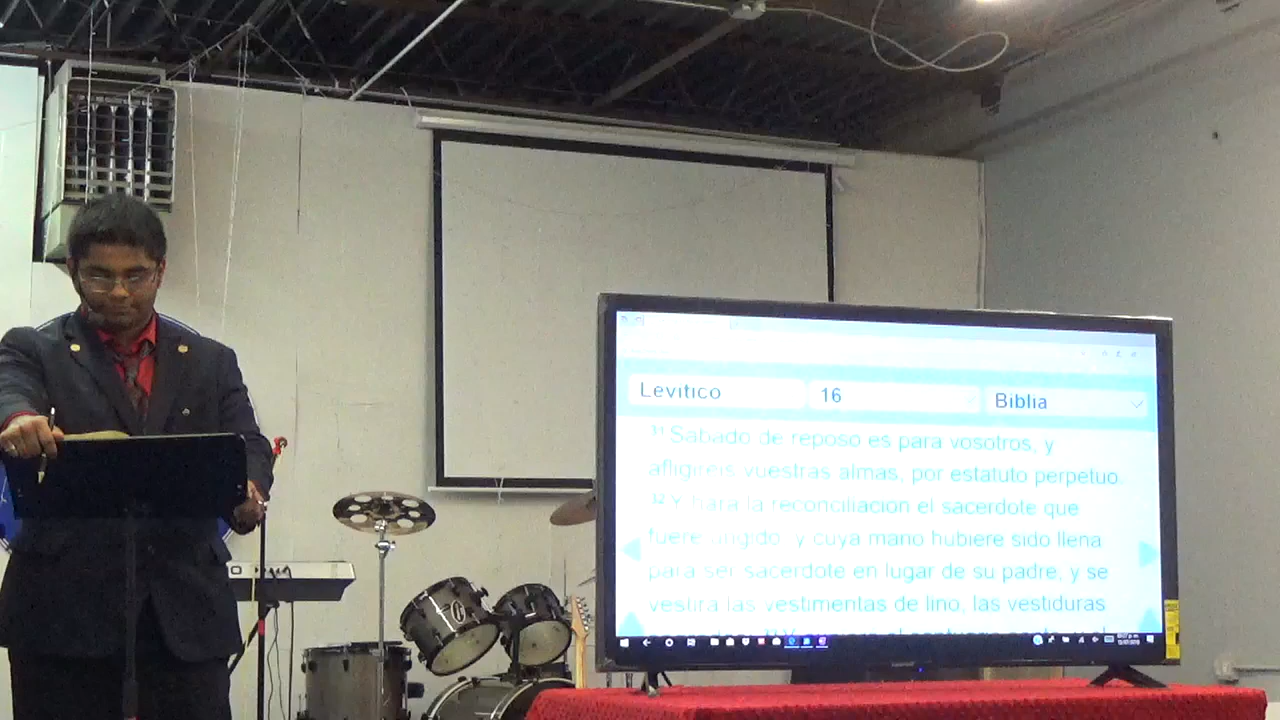 Levitico
16
Biblia
³¹ Sabado de reposo es para vosotros, y
afligireis vuestras almas, por estatuto perpetuo.
³² Y hara la reconciliacion el sacerdote que
fuere ungido, y cuya mano hubiere sido llena
para ser sacerdote en lugar de su padre, y se
vestira las vestimentas de lino, las vestiduras